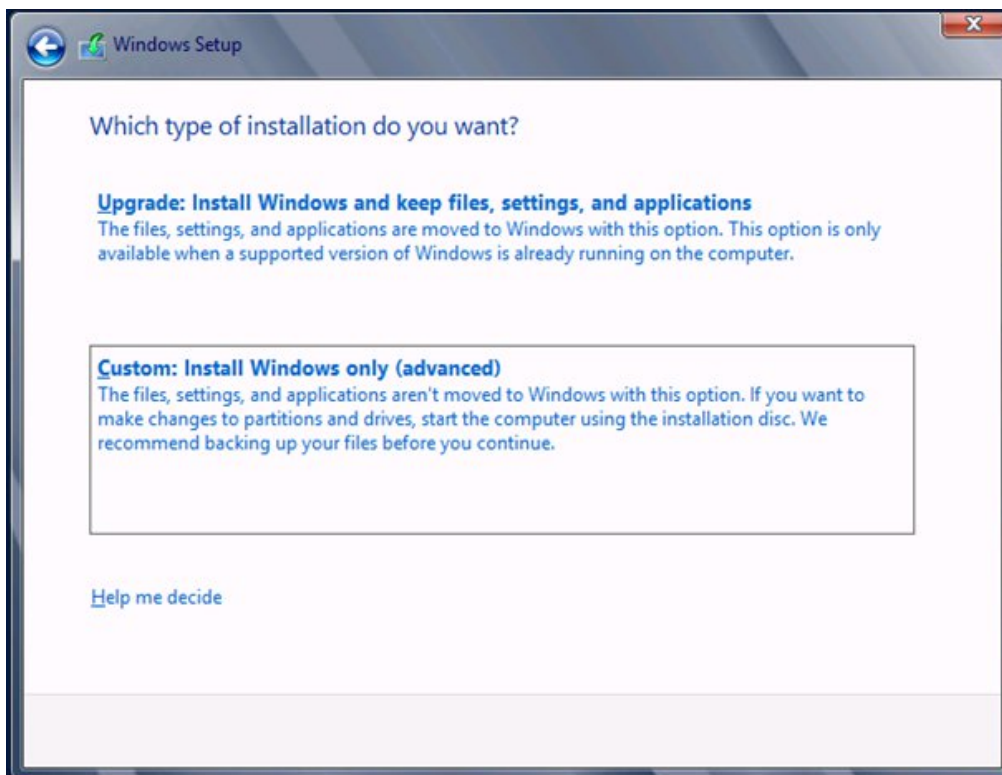 Windows Setup
Which type of installation do you want?
Upgrade: Install Windows and keep files, settings, and applications
The files, settings, and applications are moved to Windows with this option. This option is only
available when a supported version of Windows is already running on the computer.
Custom: Install Windows only (advanced)
The files, settings, and applications aren't moved to Windows with this option. If you want to
make changes to partitions and drives, start the computer using the installation disc. We
recommend backing up your files before you continue.
Help me decide